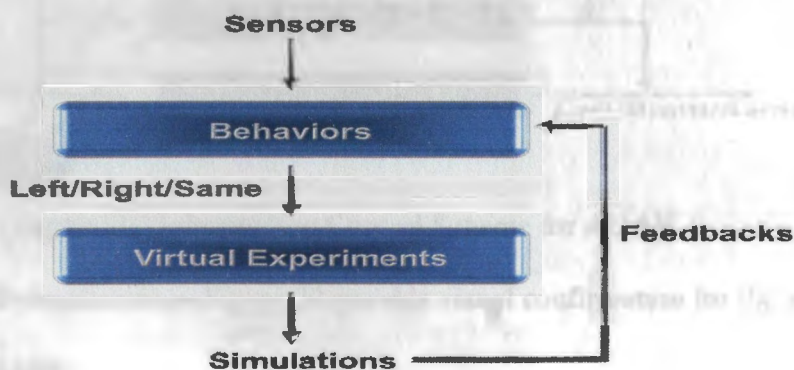 Sensors
Behaviors
Left/Right/Same
Virtual Experiments
Feedbacks
Simulations